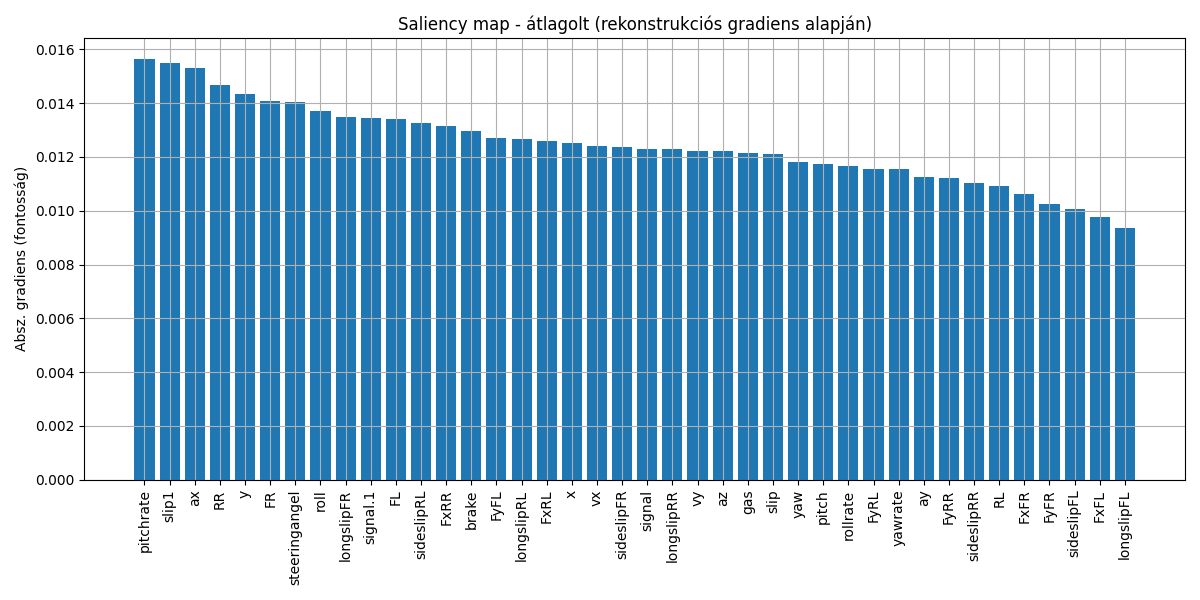 Saliency map - átlagolt (rekonstrukciós gradiens alapján)
Absz. gradiens (fontosság)
0.016
0.014
0.012
0.010
0.008
0.006
0.004
0.002
0.000
pitchrate
slip1
ax
RR
y
FR
steeringangel
roll
longslipFR
signal.1
FL
sideslipRL
FxRR
brake
FyFL
longslipRL
FxRL
x
vx
sideslipFR
signal
longslipRR
vy
az
gas
slip
yaw
pitch
rollrate
FyRL
yawrate
ay
FyRR
sideslipRR
RL
FxFR
FyFR
sideslipFL
FxFL
longslipFL